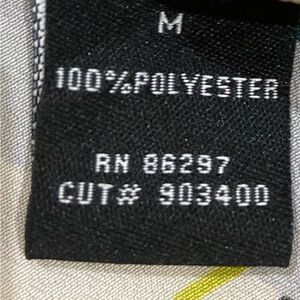 M
100%POLYESTER
RN 86297
CUT# 903400